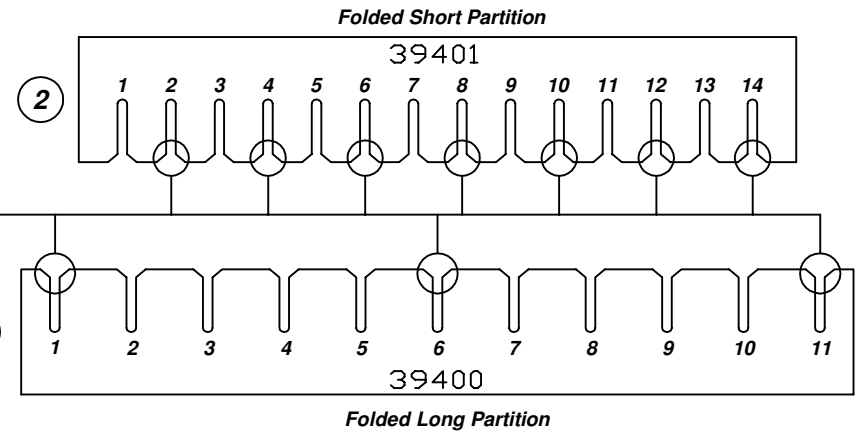 Folded Short Partition
39401
2
1 2 3 4 5 6 7 8 9 10 11 12 13 14
1 2 3 4 5 6 7 8 9 10 11
39400
Folded Long Partition